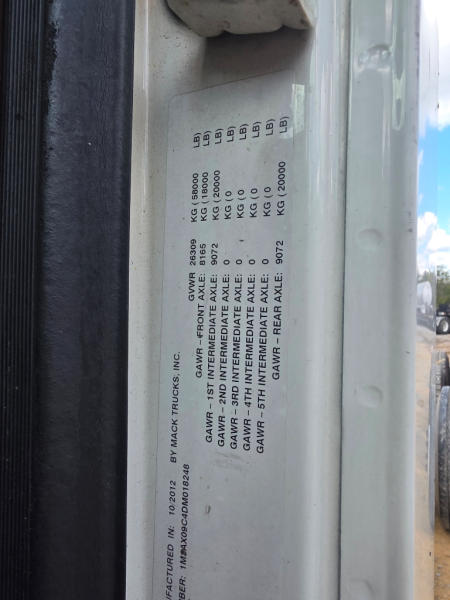 UFACTURED IN: 10/2012 BY MACK TRUCKS, INC.
GVWR 26309 KG (58000 LB)
GAWR - FRONT AXLE: 8165 KG (18000 LB)
GAWR - 1ST INTERMEDIATE AXLE: 9072 KG (20000 LB)
GAWR - 2ND INTERMEDIATE AXLE: 0 KG (0 LB)
GAWR - 3RD INTERMEDIATE AXLE: 0 KG (0 LB)
GAWR - 4TH INTERMEDIATE AXLE: 0 KG (0 LB)
GAWR - 5TH INTERMEDIATE AXLE: 0 KG (0 LB)
GAWR - REAR AXLE: 9072 KG (20000 LB)
BER: 1M2AX09C4DM018248